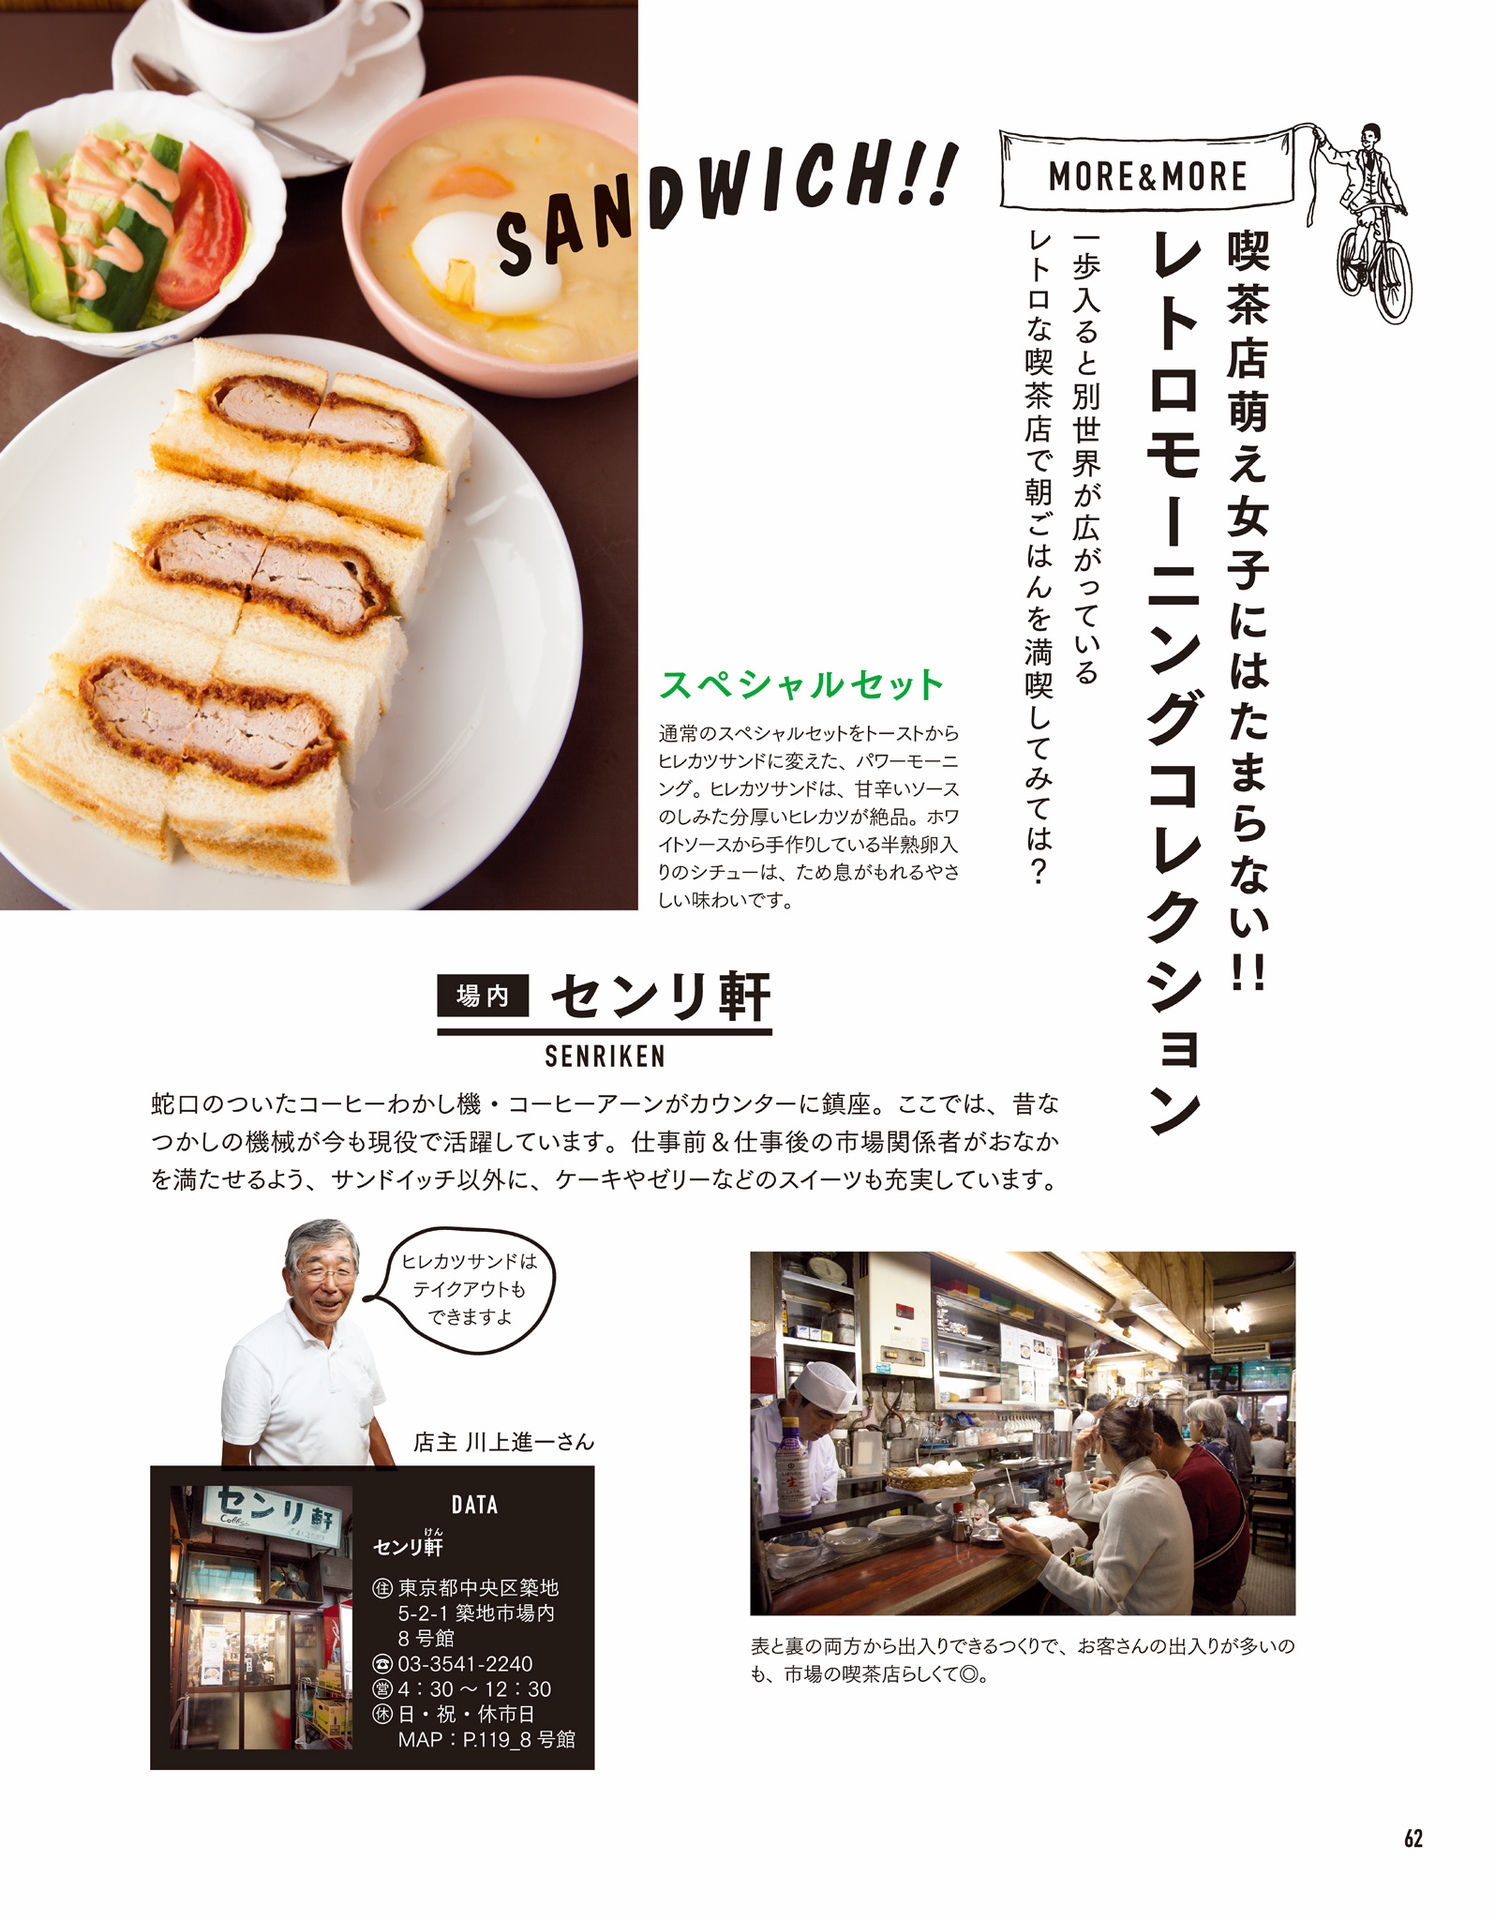 MORE&MORE
喫茶店萌え女子にはたまらない!!
レトロモーニングコレクション
一歩入ると別世界が広がっている
レトロな喫茶店で朝ごはんを満喫してみては?
SANDWICH!!
スペシャルセット
通常のスペシャルセットをトーストから
ヒレカツサンドに変えた、パワーモーニ
ング。ヒレカツサンドは、甘辛いソース
のしみた分厚いヒレカツが絶品。ホワ
イトソースから手作りしている半熟卵入
りのシチューは、ため息がもれるやさ
しい味わいです。
場内 センリ軒
SENRIKEN
蛇口のついたコーヒーわかし機・コーヒーアーンがカウンターに鎮座。ここでは、昔な
つかしの機械が今も現役で活躍しています。仕事前&仕事後の市場関係者がおなか
を満たせるよう、サンドイッチ以外に、ケーキやゼリーなどのスイーツも充実しています。
ヒレカツサンドは
テイクアウトも
できますよ
店主 川上進一さん
センリ軒
Coffee
DATA
けん
センリ軒
住 東京都中央区築地
5-2-1 築地市場内
8号館
☎ 03-3541-2240
営 4:30〜12:30
休 日・祝・休市日
MAP:P.119_8号館
生
表と裏の両方から出入りできるつくりで、お客さんの出入りが多いの
も、市場の喫茶店らしくて◎。
62